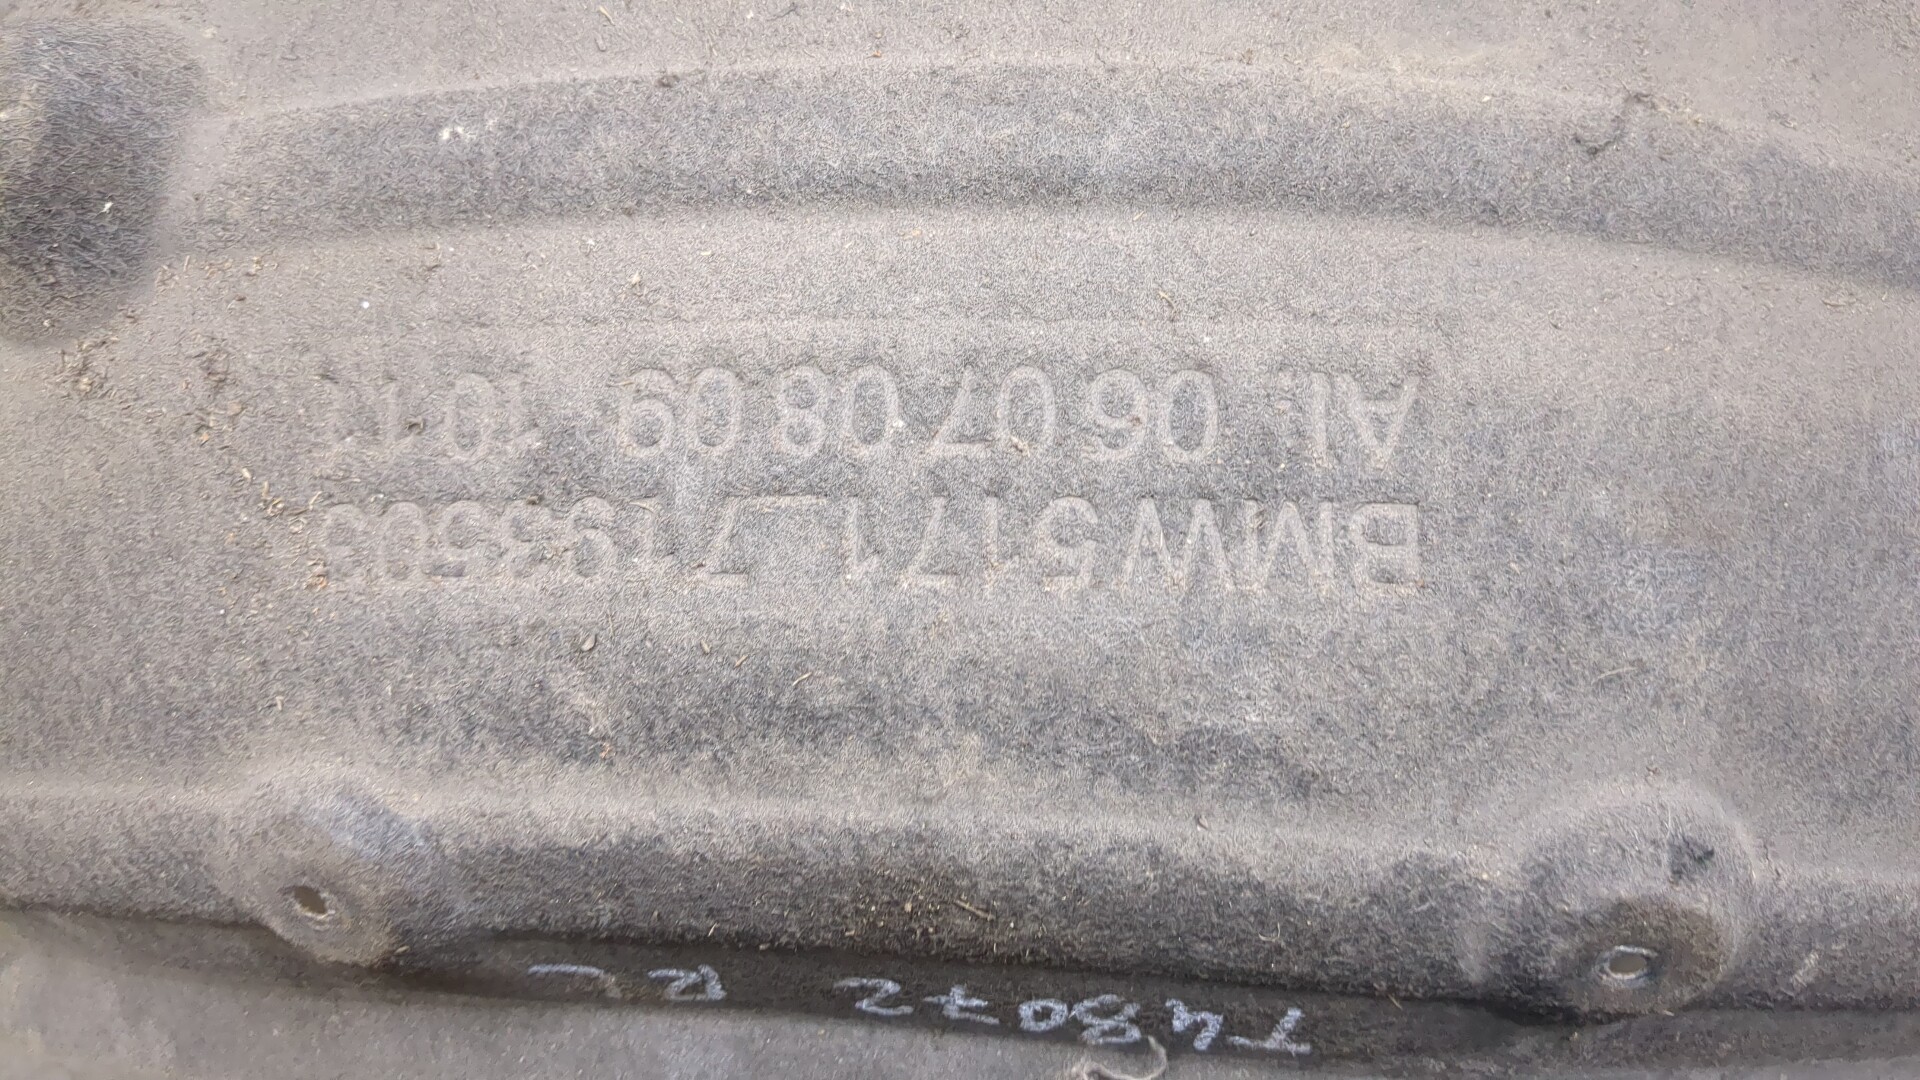 T48072 RL
BMW 5171 7193503
AI: 06 07 08 09 10 11